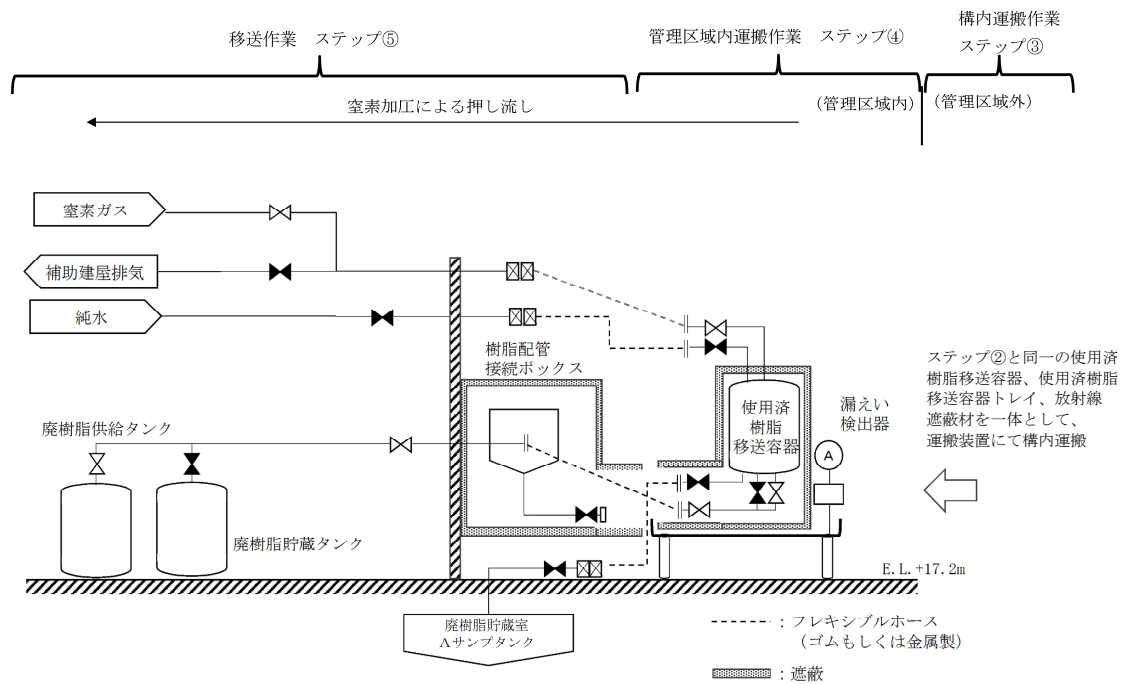 構内運搬作業
ステップ③
移送作業　ステップ⑤
管理区域内運搬作業　ステップ④
（管理区域内）
（管理区域外）
窒素加圧による押し流し
窒素ガス
補助建屋排気
純水
樹脂配管
接続ボックス
使用済
樹脂
移送容器
漏えい
検出器
A
ステップ②と同一の使用済
樹脂移送容器、使用済樹脂
移送容器トレイ、放射線
遮蔽材を一体として、
運搬装置にて構内運搬
廃樹脂供給タンク
廃樹脂貯蔵タンク
E.L.+17.2m
廃樹脂貯蔵室
Aサンプタンク
：フレキシブルホース
（ゴムもしくは金属製）
：遮蔽